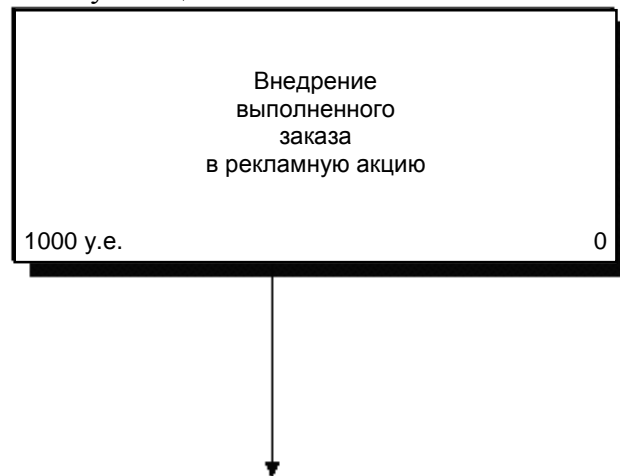 Внедрение
выполненного
заказа
в рекламную акцию
1000 у.е. 0